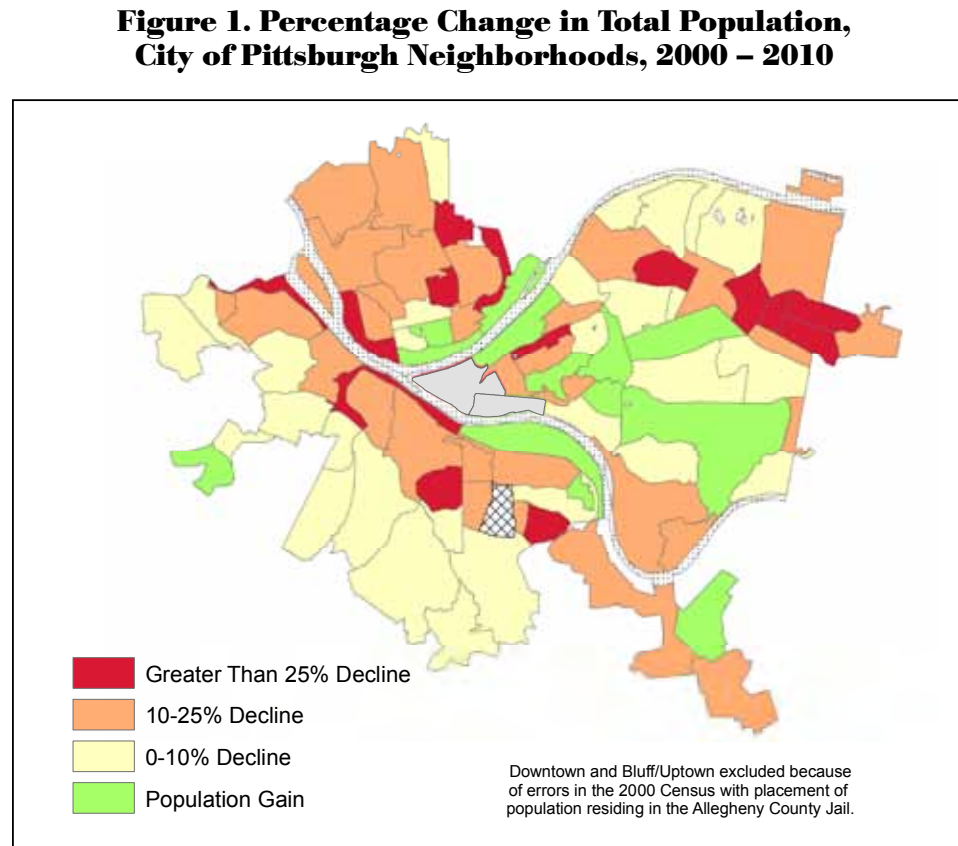 Figure 1. Percentage Change in Total Population,
City of Pittsburgh Neighborhoods, 2000 – 2010
Greater Than 25% Decline
10-25% Decline
0-10% Decline
Population Gain
Downtown and Bluff/Uptown excluded because
of errors in the 2000 Census with placement of
population residing in the Allegheny County Jail.